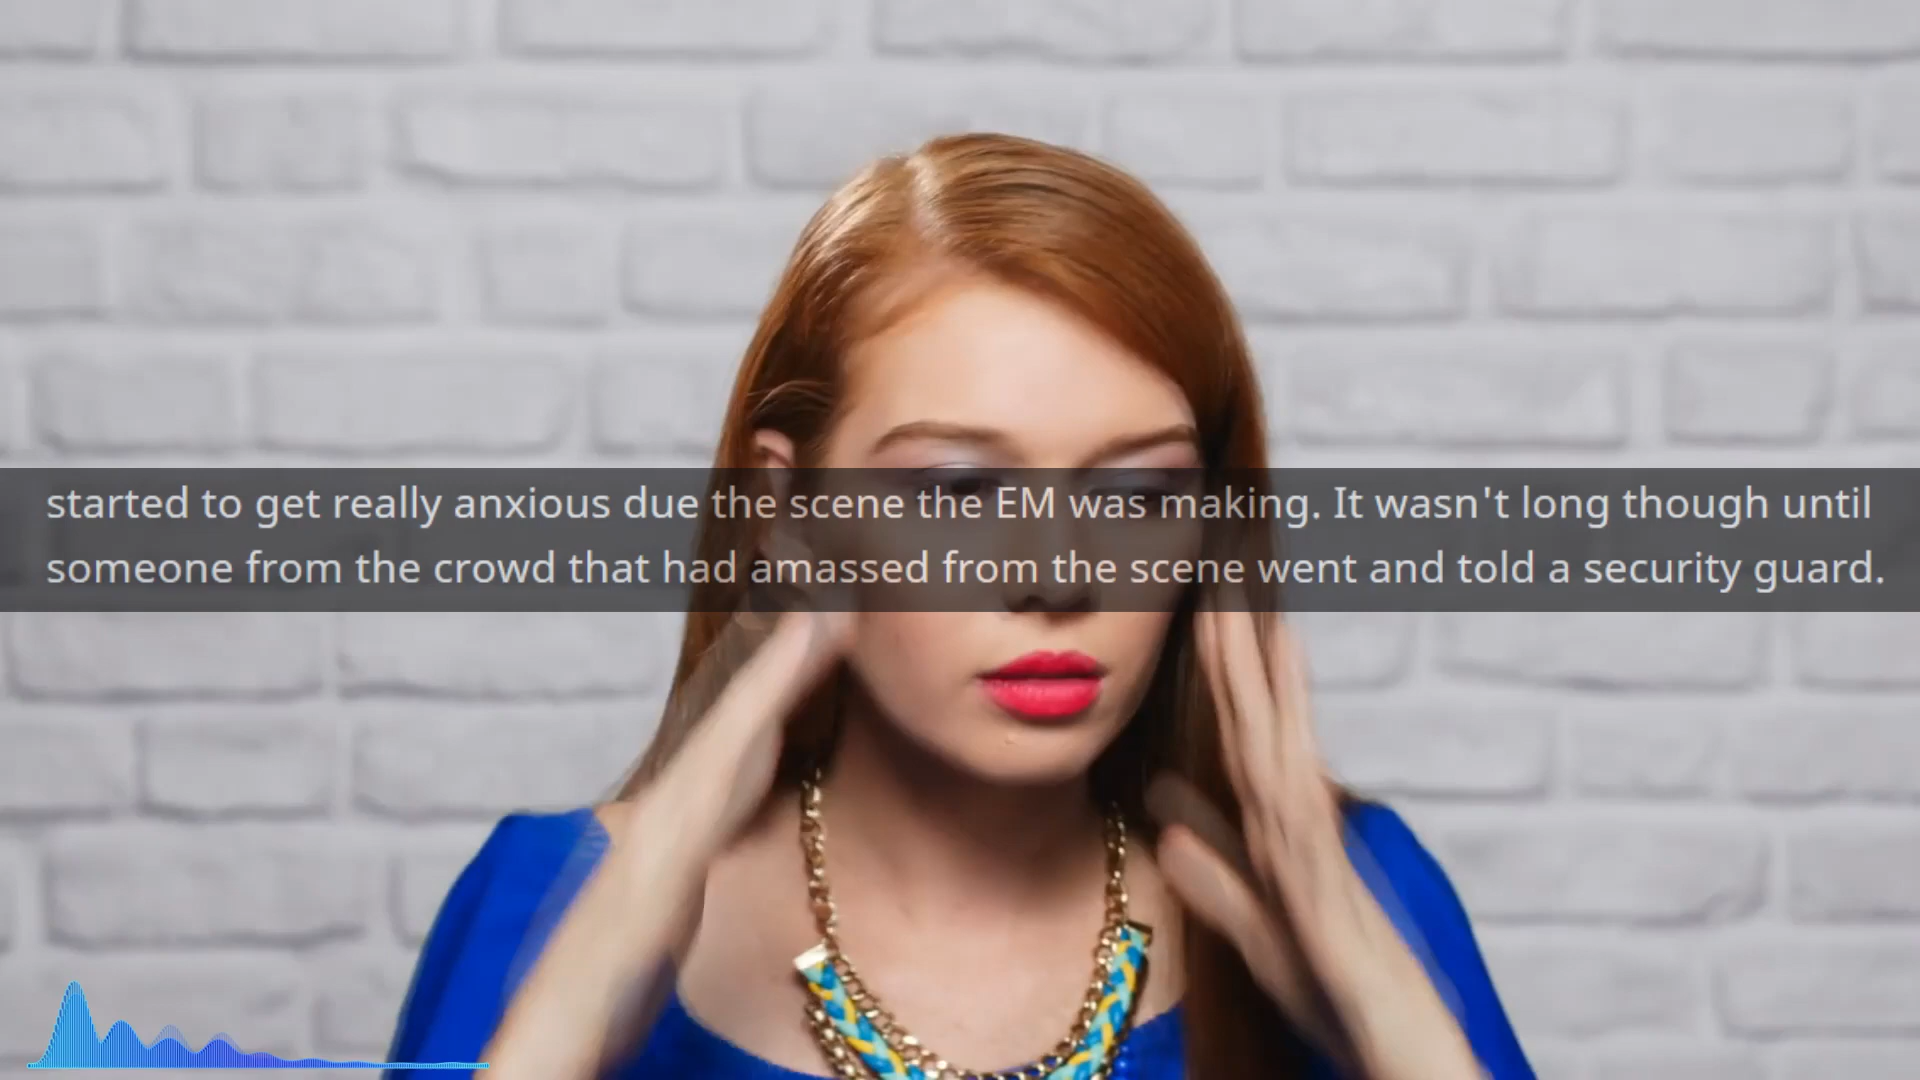 started to get really anxious due the scene the EM was making. It wasn't long though until
someone from the crowd that had amassed from the scene went and told a security guard.